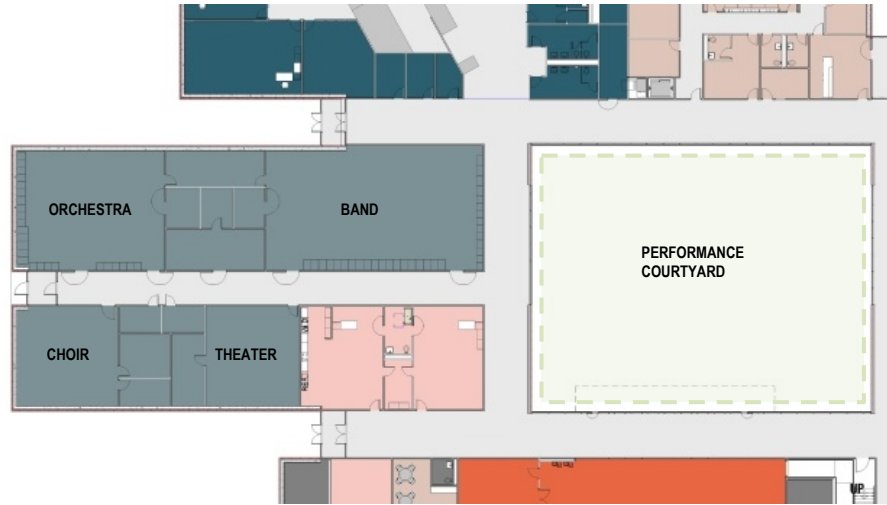 ORCHESTRA
BAND
PERFORMANCE
COURTYARD
CHOIR
THEATER
UP